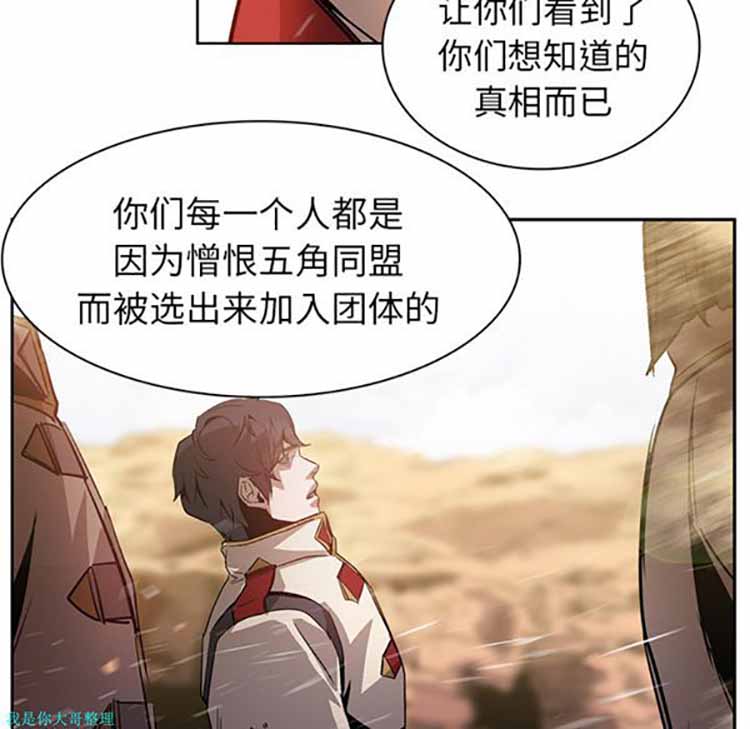 让你们看到了
你们想知道的
真相而已
你们每一个人都是
因为憎恨五角同盟
而被选出来加入团体的
我是你大哥整理